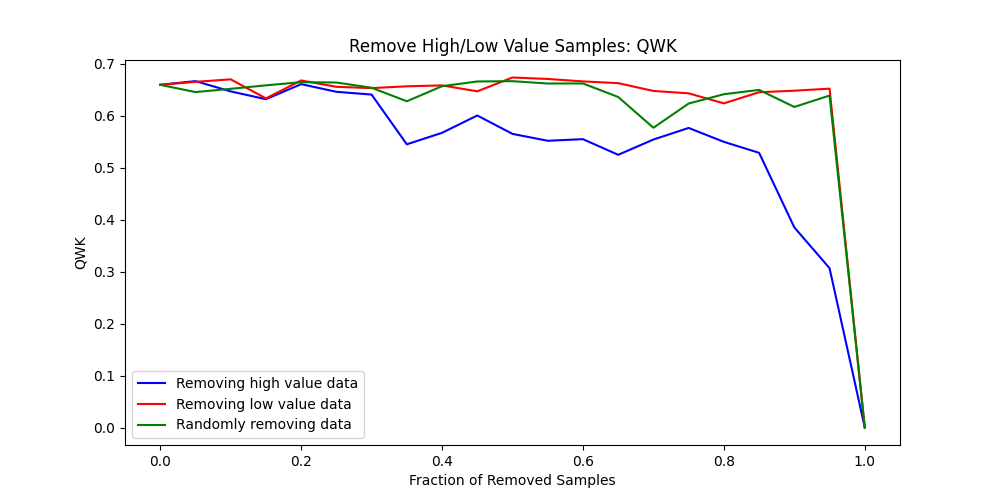 Remove High/Low Value Samples: QWK
QWK
0.7
0.6
0.5
0.4
0.3
0.2
0.1
0.0
Removing high value data
Removing low value data
Randomly removing data
0.0 0.2 0.4 0.6 0.8 1.0
Fraction of Removed Samples